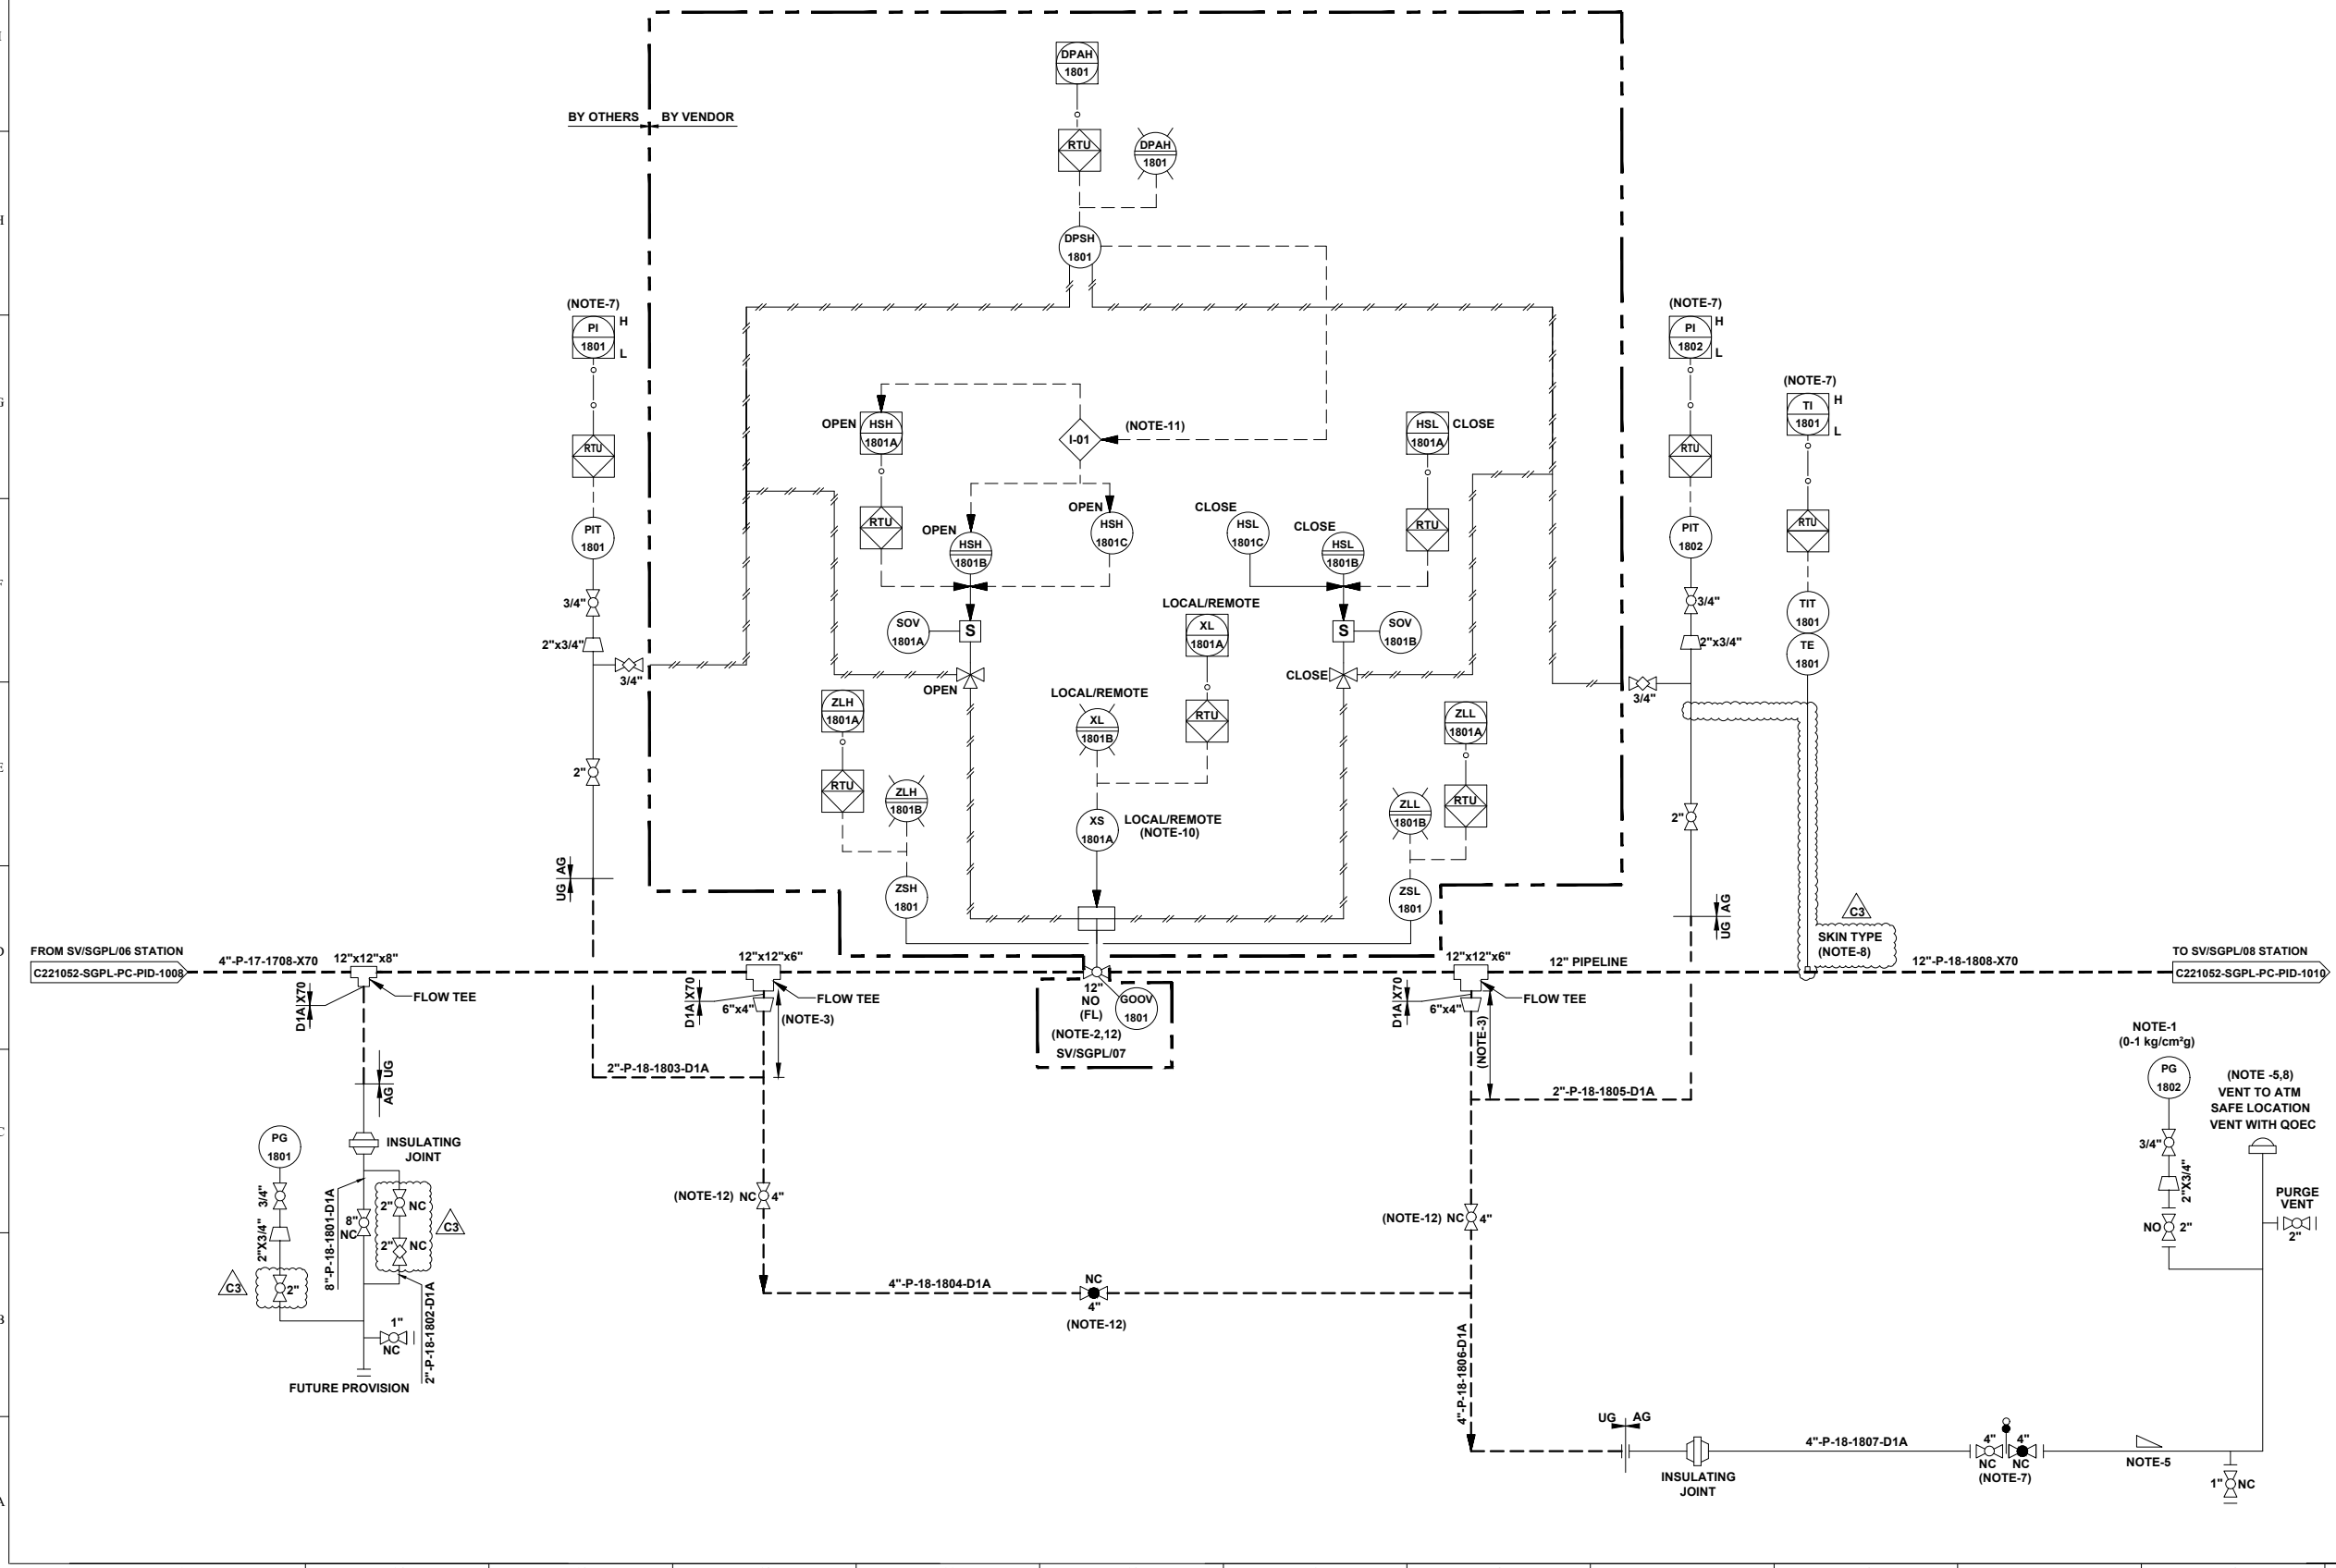 DPAH
1801
BY OTHERS
BY VENDOR
RTU
DPAH
1801
DPSH
1801
(NOTE-7)
PI
1801
H
L
(NOTE-7)
PI
1802
H
L
(NOTE-7)
TI
1801
H
L
OPEN
HSH
1801A
I-01
(NOTE-11)
HSL
1801A
CLOSE
RTU
RTU
RTU
RTU
RTU
PIT
1801
OPEN
HSH
1801B
OPEN
HSH
1801C
CLOSE
HSL
1801C
CLOSE
HSL
1801B
PIT
1802
3/4"
2"x3/4"
3/4"
SOV
1801A
S
LOCAL/REMOTE
XL
1801A
S
SOV
1801B
3/4"
2"x3/4"
3/4"
TIT
1801
TE
1801
OPEN
CLOSE
ZLH
1801A
LOCAL/REMOTE
XL
1801B
RTU
ZLL
1801A
2"
RTU
ZLH
1801B
XS
1801A
LOCAL/REMOTE
(NOTE-10)
ZLL
1801B
RTU
2"
UG
AG
ZSH
1801
ZSL
1801
UG
AG
C3
SKIN TYPE
(NOTE-8)
FROM SV/SGPL/06 STATION
C221052-SGPL-PC-PID-1008
4"-P-17-1708-X70
12"x12"x8"
12"x12"x6"
12"x12"x6"
12" PIPELINE
12"-P-18-1808-X70
TO SV/SGPL/08 STATION
C221052-SGPL-PC-PID-1010
D1A
X70
FLOW TEE
D1A
X70
6"x4"
FLOW TEE
(NOTE-3)
12"
NO
(FL)
GOOV
1801
(NOTE-2,12)
SV/SGPL/07
D1A
X70
6"x4"
FLOW TEE
(NOTE-3)
2"-P-18-1803-D1A
2"-P-18-1805-D1A
NOTE-1
(0-1 kg/cm²g)
PG
1802
(NOTE -5,8)
VENT TO ATM
SAFE LOCATION
VENT WITH QOEC
AG
UG
PG
1801
INSULATING
JOINT
3/4"
2"X3/4"
3/4"
2"X3/4"
8"-P-18-1801-D1A
8"
NC
2"
NC
2"
NC
C3
C3
2"
2"-P-18-1802-D1A
1"
NC
FUTURE PROVISION
(NOTE-12)
NC
4"
(NOTE-12)
NC
4"
NO
2"
PURGE
VENT
2"
4"-P-18-1804-D1A
NC
4"
(NOTE-12)
4"-P-18-1806-D1A
UG
AG
INSULATING
JOINT
4"-P-18-1807-D1A
4"
4"
NC
NC
(NOTE-7)
NOTE-5
1"
NC